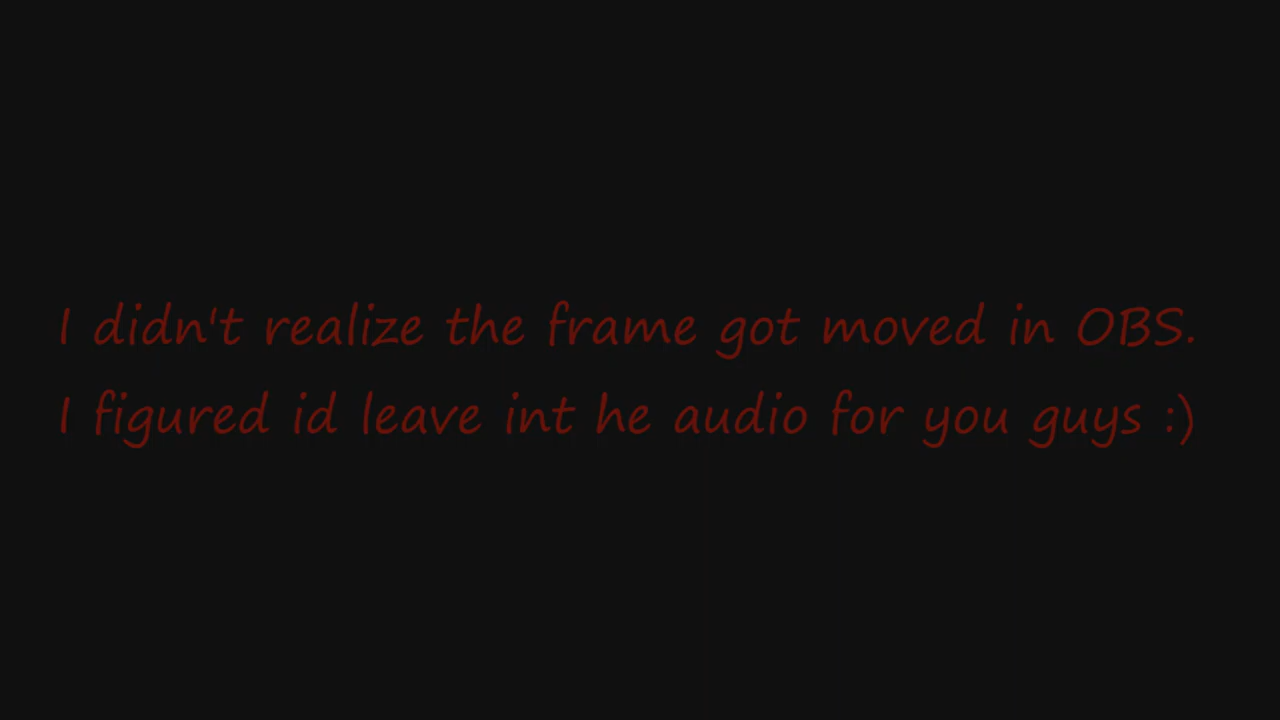 I didn't realize the frame got moved in OBS.
I figured id leave int he audio for you guys :)